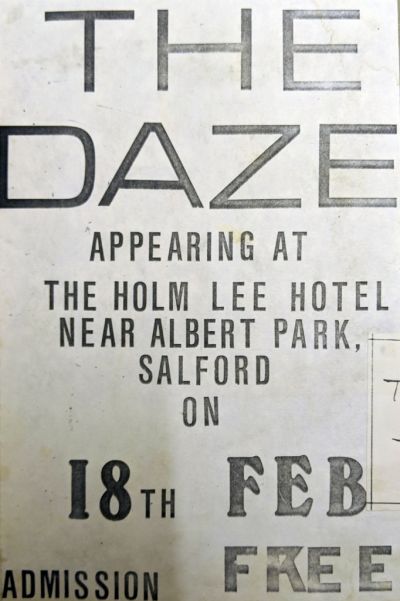 THE
DAZE
APPEARING AT
THE HOLM LEE HOTEL
NEAR ALBERT PARK,
SALFORD
ON
18TH FEB
ADMISSION FREE